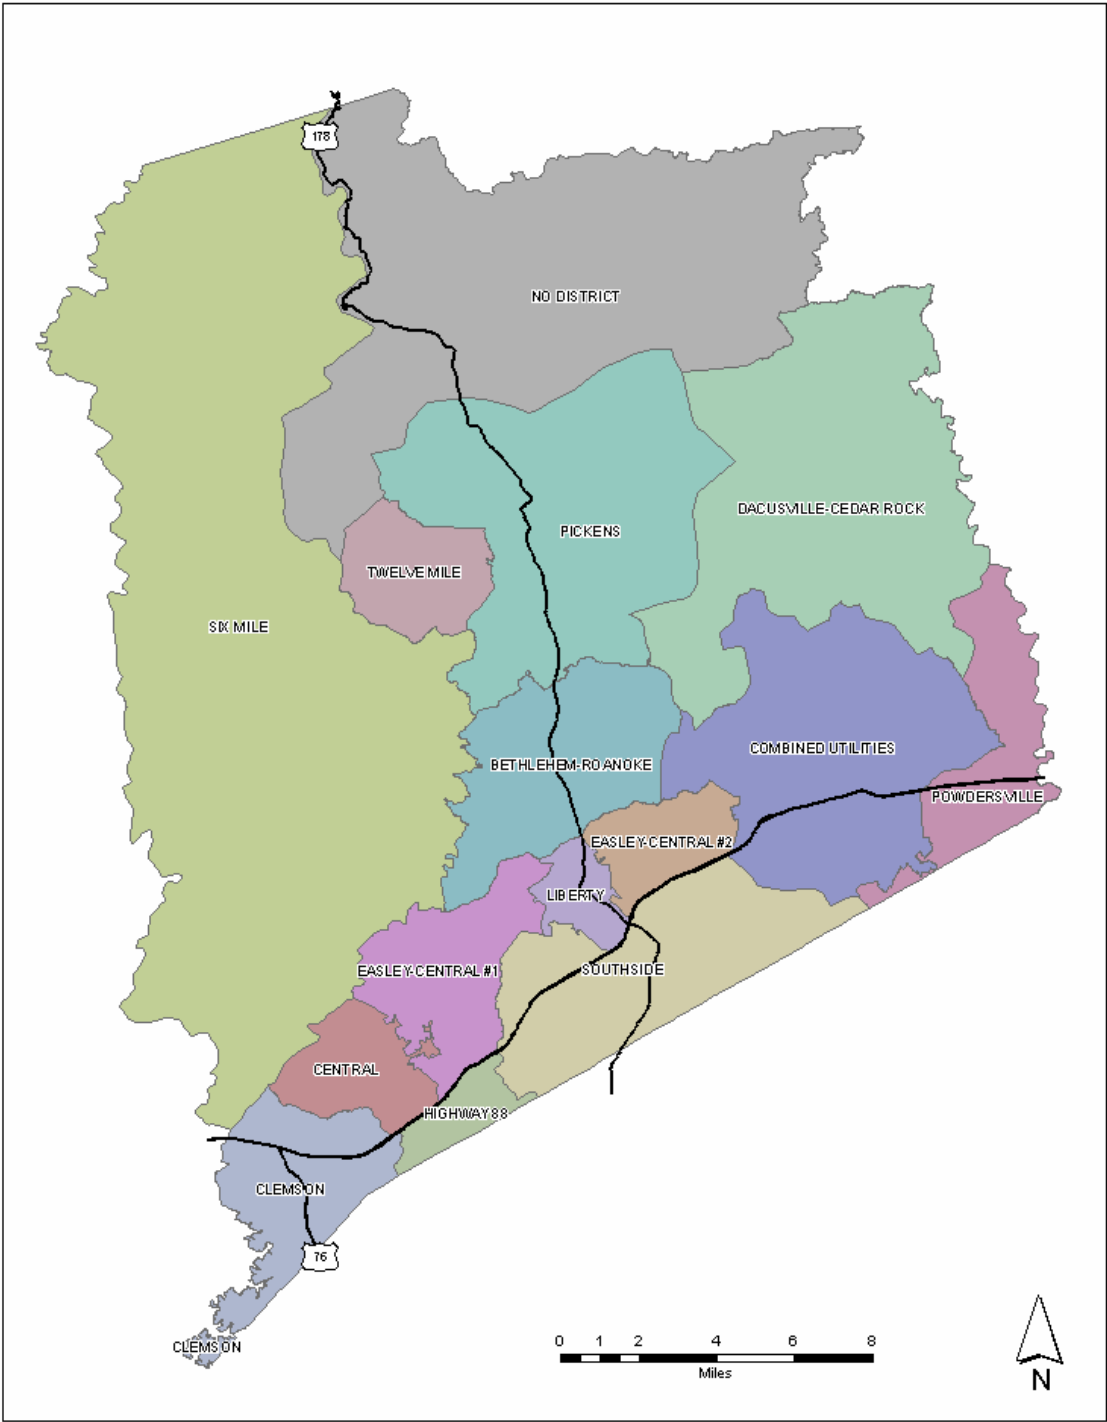 178
NO DISTRICT
DACUSVILLE-CEDAR ROCK
PICKENS
TWELVE MILE
SIX MILE
COMBINED UTILITIES
BETHLEHEM-ROANOKE
POWDERSVILLE
EASLEY-CENTRAL #2
LIBERTY
EASLEY-CENTRAL #1
SOUTHSIDE
CENTRAL
HIGHWAY 88
CLEMSON
76
CLEMSON
0 1 2 4 6 8
Miles
N